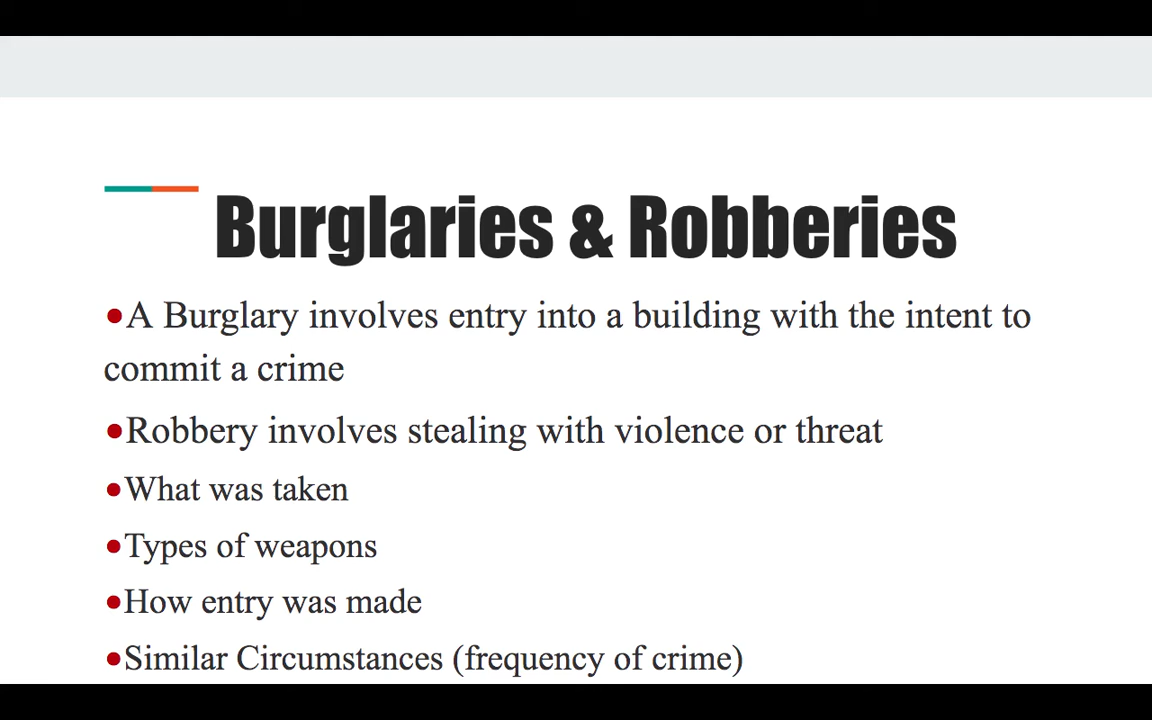 Burglaries & Robberies
●A Burglary involves entry into a building with the intent to
commit a crime
●Robbery involves stealing with violence or threat
●What was taken
●Types of weapons
●How entry was made
●Similar Circumstances (frequency of crime)